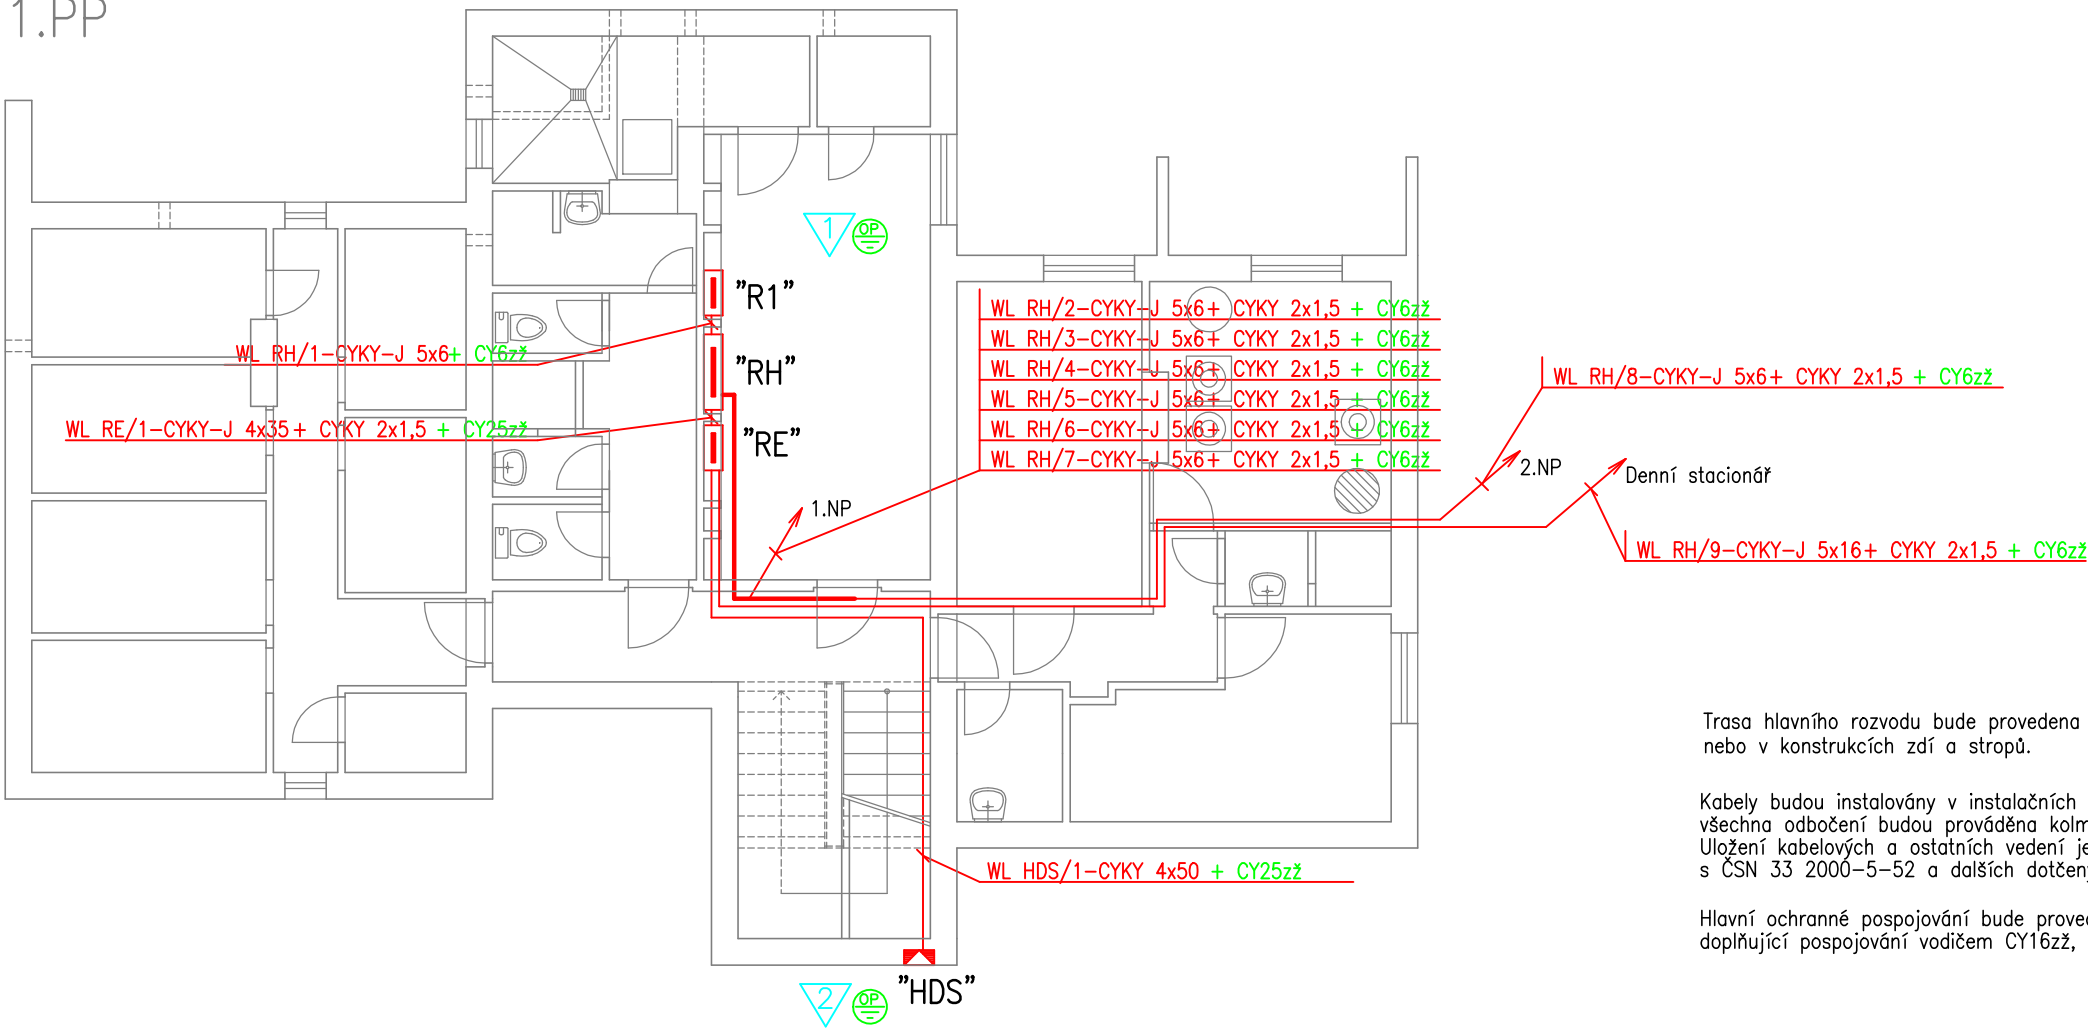 1.PP
1
OP
"R1"
WL RH/2-CYKY-J 5x6+ CYKY 2x1,5 + CY6zž
WL RH/3-CYKY-J 5x6+ CYKY 2x1,5 + CY6zž
WL RH/1-CYKY-J 5x6+ CY6zž
"RH"
WL RH/4-CYKY-J 5x6+ CYKY 2x1,5 + CY6zž
WL RH/8-CYKY-J 5x6+ CYKY 2x1,5 + CY6zž
WL RH/5-CYKY-J 5x6+ CYKY 2x1,5 + CY6zž
WL RE/1-CYKY-J 4x35+ CYKY 2x1,5 + CY25zž
"RE"
WL RH/6-CYKY-J 5x6+ CYKY 2x1,5 + CY6zž
WL RH/7-CYKY-J 5x6+ CYKY 2x1,5 + CY6zž
2.NP
Denní stacionář
1.NP
WL RH/9-CYKY-J 5x16+ CYKY 2x1,5 + CY6zž
Trasa hlavního rozvodu bude provedena
nebo v konstrukcích zdí a stropů.
Kabely budou instalovány v instalačních
všechna odbočení budou prováděna kolm
Uložení kabelových a ostatních vedení je
s ČSN 33 2000-5-52 a dalších dotčený
WL HDS/1-CYKY 4x50 + CY25zž
Hlavní ochranné pospojování bude proved
doplňující pospojování vodičem CY16zž,
"HDS"
2
OP